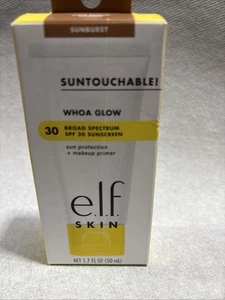 SUNBURST
SUNTOUCHABLE!
WHOA GLOW
30
BROAD SPECTRUM
SPF 30 SUNSCREEN
sun protection
+ makeup primer
e.l.f.
SKIN
NET 1.7 FL OZ (50 mL)